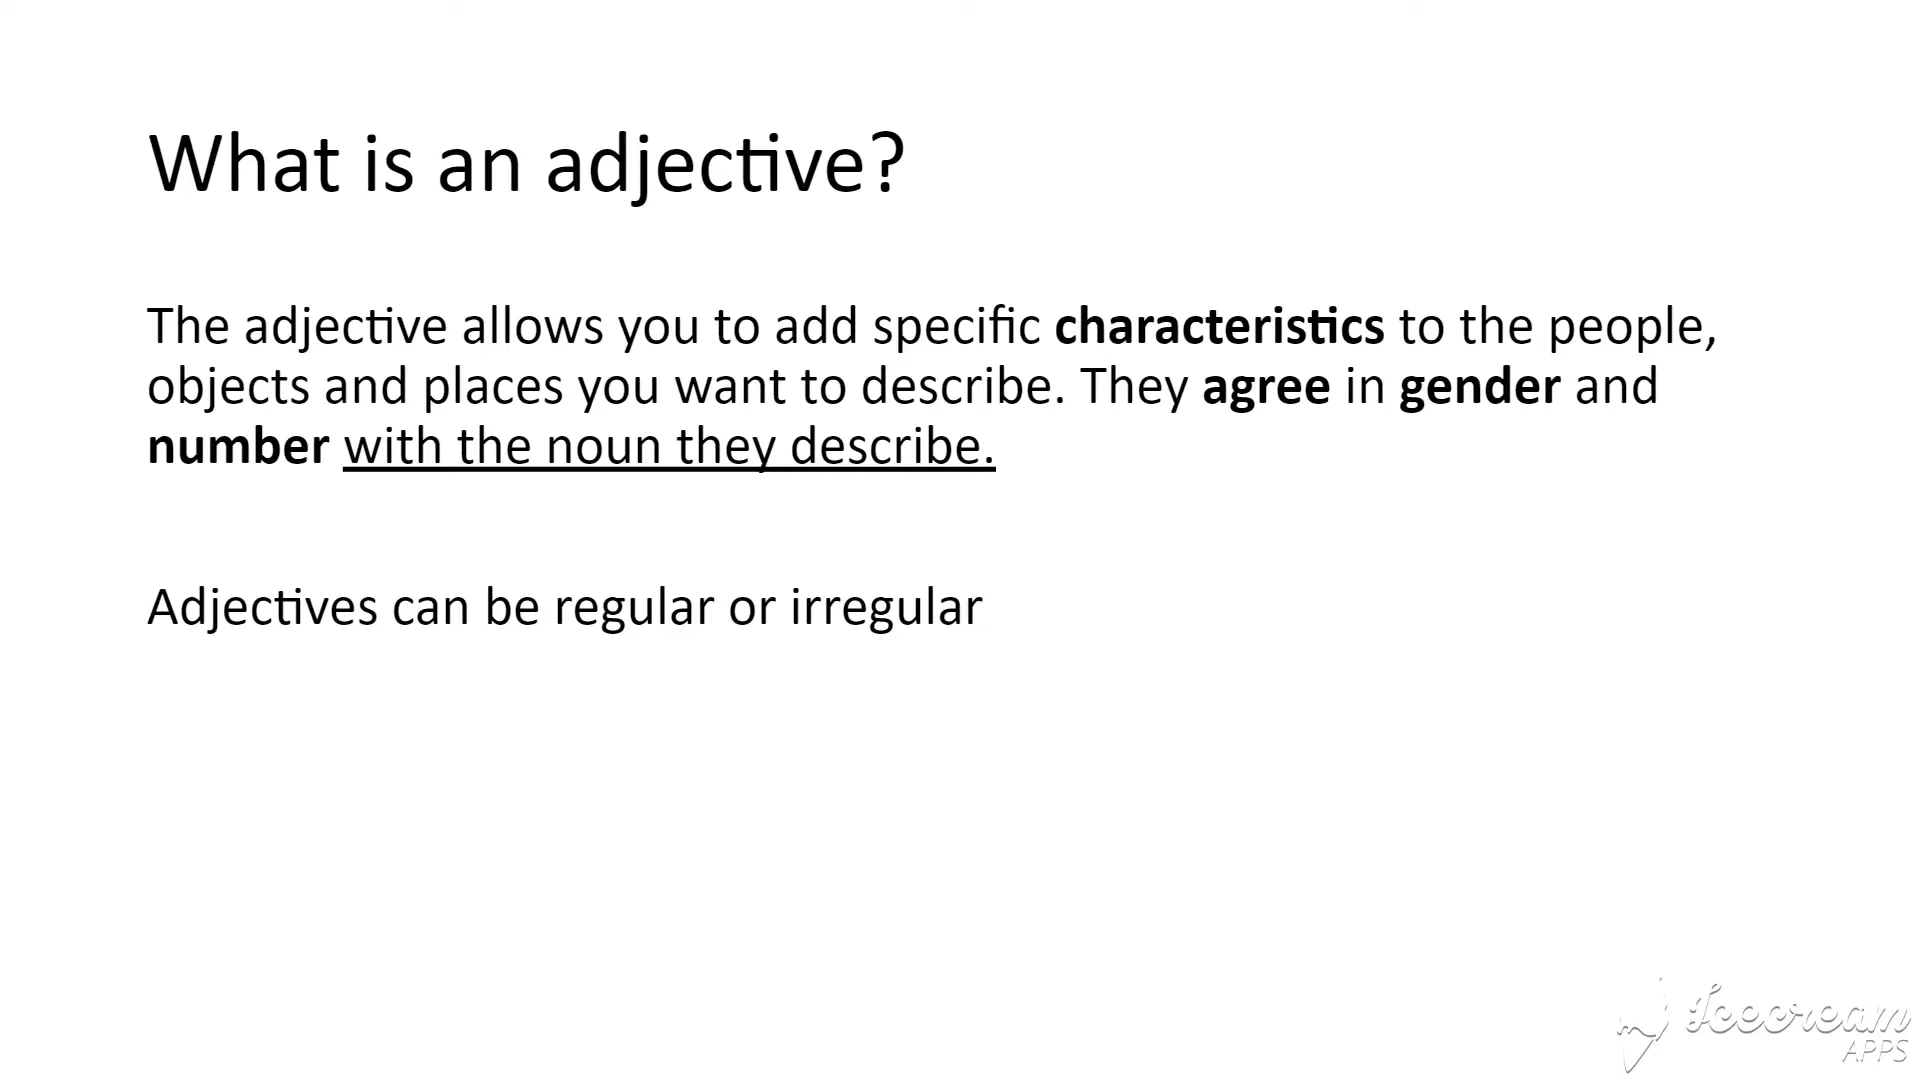 What is an adjective?
The adjective allows you to add specific characteristics to the people,
objects and places you want to describe. They agree in gender and
number with the noun they describe.
Adjectives can be regular or irregular
Icecream
APPS